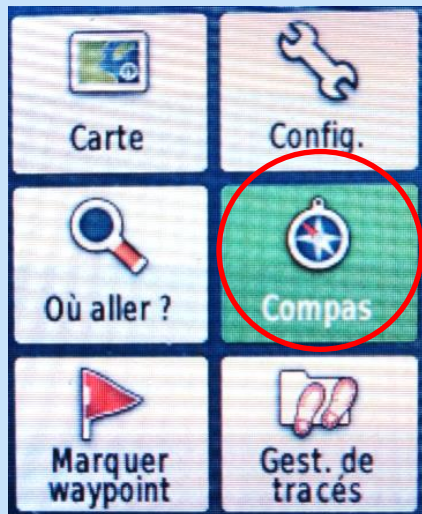 Carte
Config.
Où aller ?
Compas
Marquer
waypoint
Gest. de
tracés